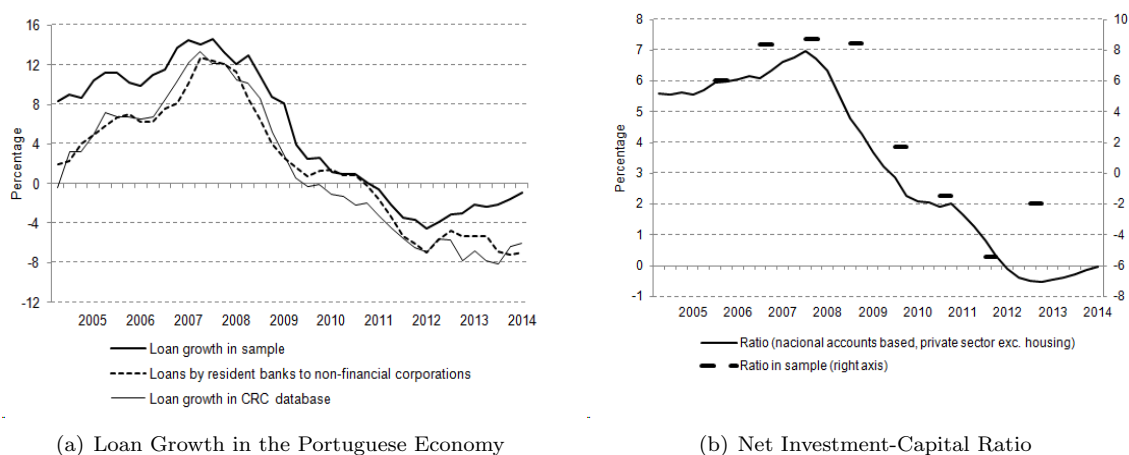 16
12
8
4
0
-4
-8
-12
Percentage
2005 2006 2007 2008 2009 2010 2011 2012 2013 2014
Loan growth in sample
Loans by resident banks to non-financial corporations
Loan growth in CRC database
(a) Loan Growth in the Portuguese Economy
8
7
6
5
4
3
2
1
0
-1
Percentage
10
8
6
4
2
0
-2
-4
-6
-8
2005 2006 2007 2008 2009 2010 2011 2012 2013 2014
Ratio (nacional accounts based, private sector exc. housing)
Ratio in sample (right axis)
(b) Net Investment-Capital Ratio